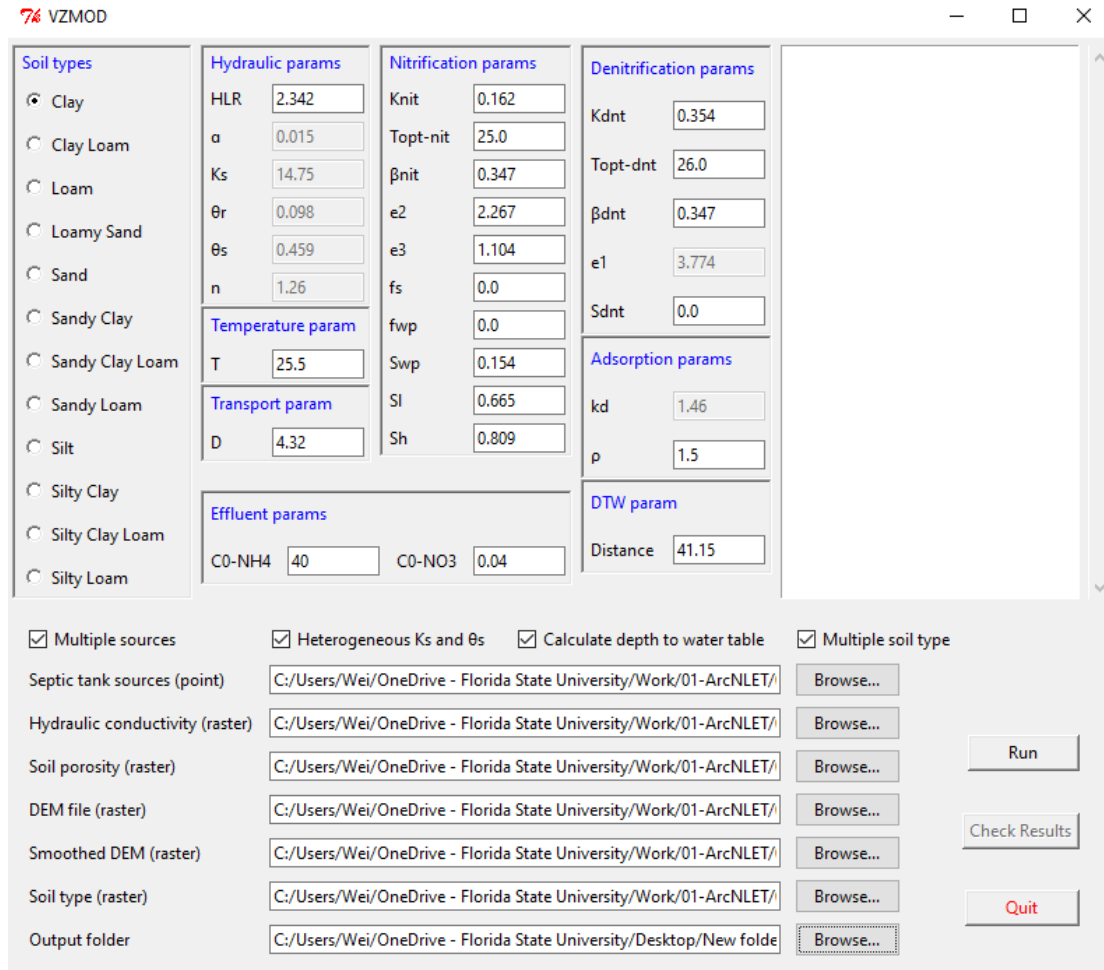 VZMOD
Soil types
Clay
Clay Loam
Loam
Loamy Sand
Sand
Sandy Clay
Sandy Clay Loam
Sandy Loam
Silt
Silty Clay
Silty Clay Loam
Silty Loam
Hydraulic params
HLR 2.342
α 0.015
Ks 14.75
θr 0.098
θs 0.459
n 1.26
Temperature param
T 25.5
Transport param
D 4.32
Nitrification params
Knit 0.162
Topt-nit 25.0
βnit 0.347
e2 2.267
e3 1.104
fs 0.0
fwp 0.0
Swp 0.154
Sl 0.665
Sh 0.809
Effluent params
C0-NH4 40 C0-NO3 0.04
Denitrification params
Kdnt 0.354
Topt-dnt 26.0
βdnt 0.347
e1 3.774
Sdnt 0.0
Adsorption params
kd 1.46
ρ 1.5
DTW param
Distance 41.15
Multiple sources Heterogeneous Ks and θs Calculate depth to water table Multiple soil type
Septic tank sources (point) C:/Users/Wei/OneDrive - Florida State University/Work/01-ArcNLET/ Browse...
Hydraulic conductivity (raster) C:/Users/Wei/OneDrive - Florida State University/Work/01-ArcNLET/ Browse...
Soil porosity (raster) C:/Users/Wei/OneDrive - Florida State University/Work/01-ArcNLET/ Browse...
DEM file (raster) C:/Users/Wei/OneDrive - Florida State University/Work/01-ArcNLET/ Browse...
Smoothed DEM (raster) C:/Users/Wei/OneDrive - Florida State University/Work/01-ArcNLET/ Browse...
Soil type (raster) C:/Users/Wei/OneDrive - Florida State University/Work/01-ArcNLET/ Browse...
Output folder C:/Users/Wei/OneDrive - Florida State University/Desktop/New folde Browse...
Run
Check Results
Quit